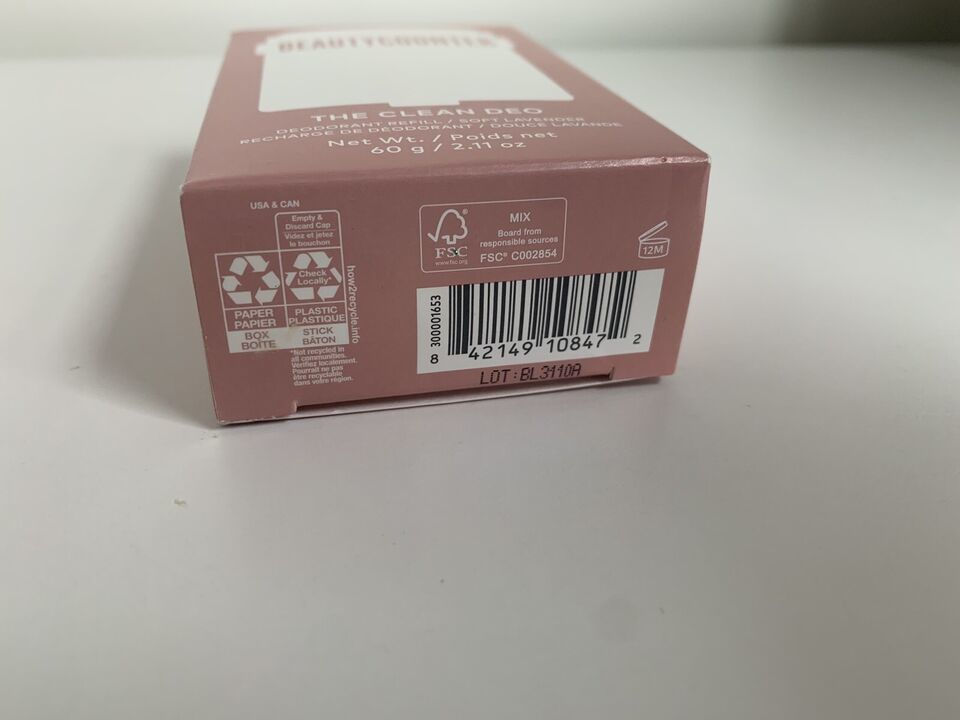 BEAUTYCOUNTER
THE CLEAN DEO
DEODORANT REFILL / SOFT LAVENDER
RECHARGE DE DÉODORANT / DOUCE LAVANDE
Net Wt. / Poids net
60 g / 2.11 oz
USA & CAN
Empty &
Discard Cap
Videz et jetez
le bouchon
Check
Locally*
PAPER
PAPIER
BOX
BOÎTE
PLASTIC
PLASTIQUE
STICK
BÂTON
*Not recycled in
all communities.
Vérifiez localement.
Pourrait ne pas
être recyclable
dans votre région.
how2recycle.info
FSC
www.fsc.org
MIX
Board from
responsible sources
FSC® C002854
12M
300001653
8 42149 10847 2
LOT:BL3110A